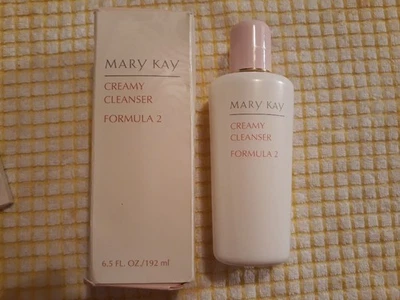 MARY KAY
CREAMY
CLEANSER
FORMULA 2
6.5 FL. OZ./192 ml
MARY KAY
CREAMY
CLEANSER
FORMULA 2